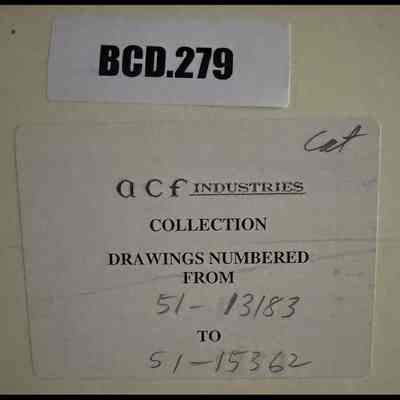 BCD.279
Cat
acf INDUSTRIES
COLLECTION
DRAWINGS NUMBERED
FROM
51-13183
TO
51-15362